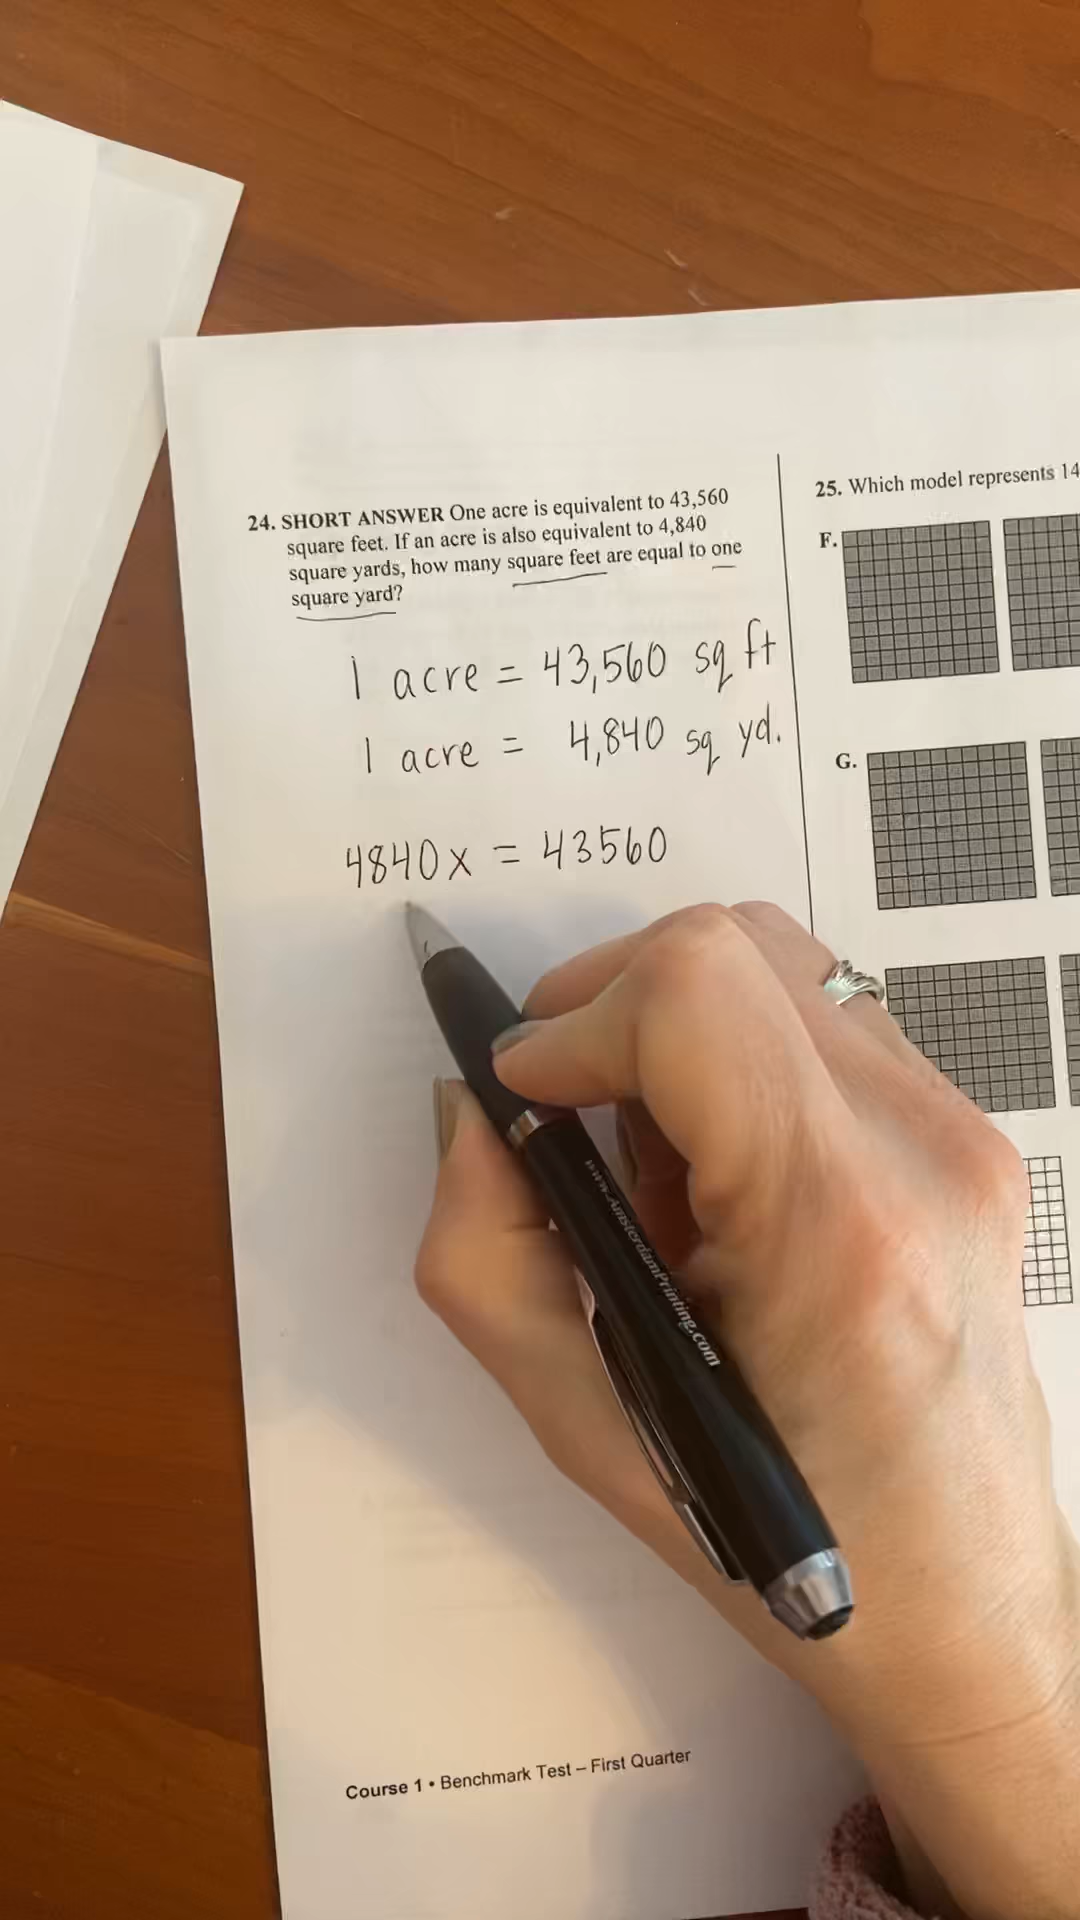 24. SHORT ANSWER One acre is equivalent to 43,560
square feet. If an acre is also equivalent to 4,840
square yards, how many square feet are equal to one
square yard?
1 acre = 43,560 sq ft
1 acre = 4,840 sq yd.
4840x = 43560
25. Which model represents 14
F.
G.
www.AmsterdamPrinting.com
Course 1 • Benchmark Test – First Quarter